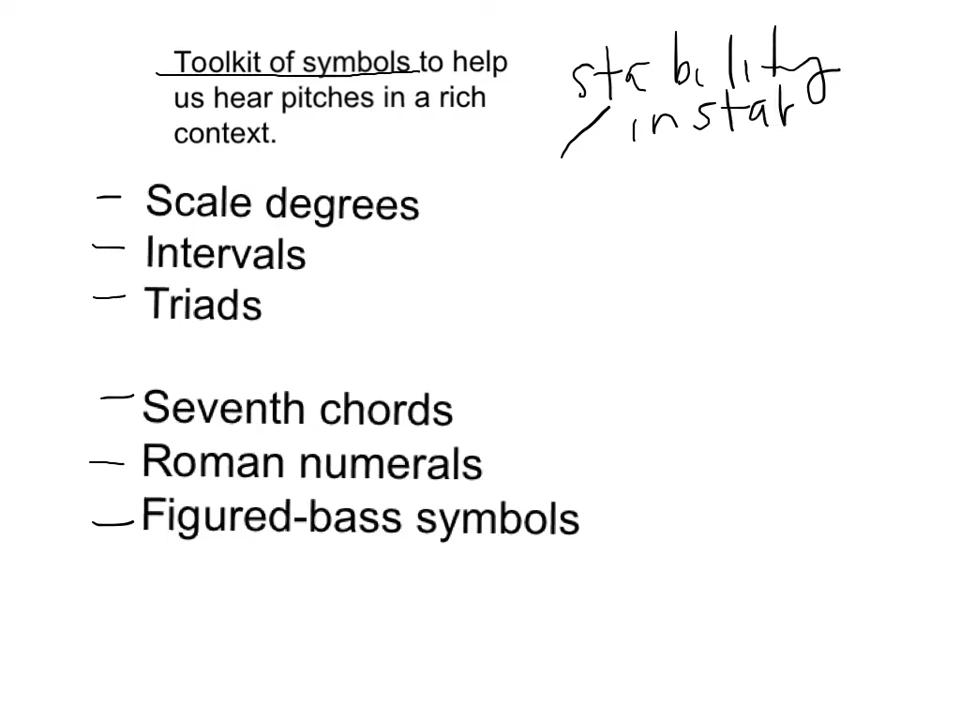 Toolkit of symbols to help
us hear pitches in a rich
context.
stability
instab
Scale degrees
Intervals
Triads
Seventh chords
Roman numerals
Figured-bass symbols